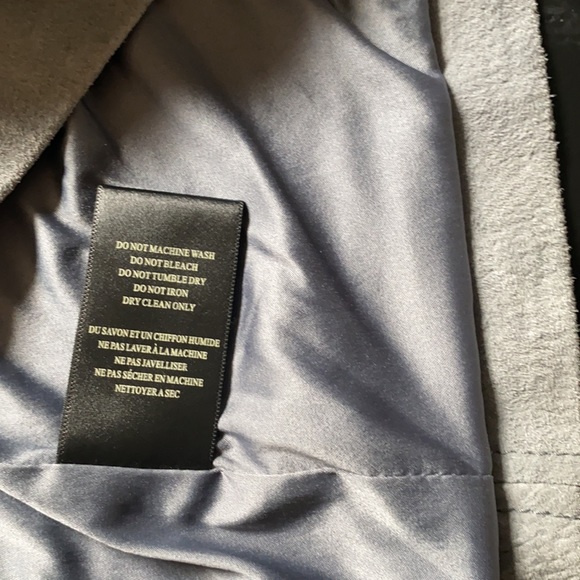 DO NOT MACHINE WASH
DO NOT BLEACH
DO NOT TUMBLE DRY
DO NOT IRON
DRY CLEAN ONLY
DU SAVON ET UN CHIFFON HUMIDE
NE PAS LAVER À LA MACHINE
NE PAS JAVELLISER
NE PAS SÉCHER EN MACHINE
NETTOYER A SEC